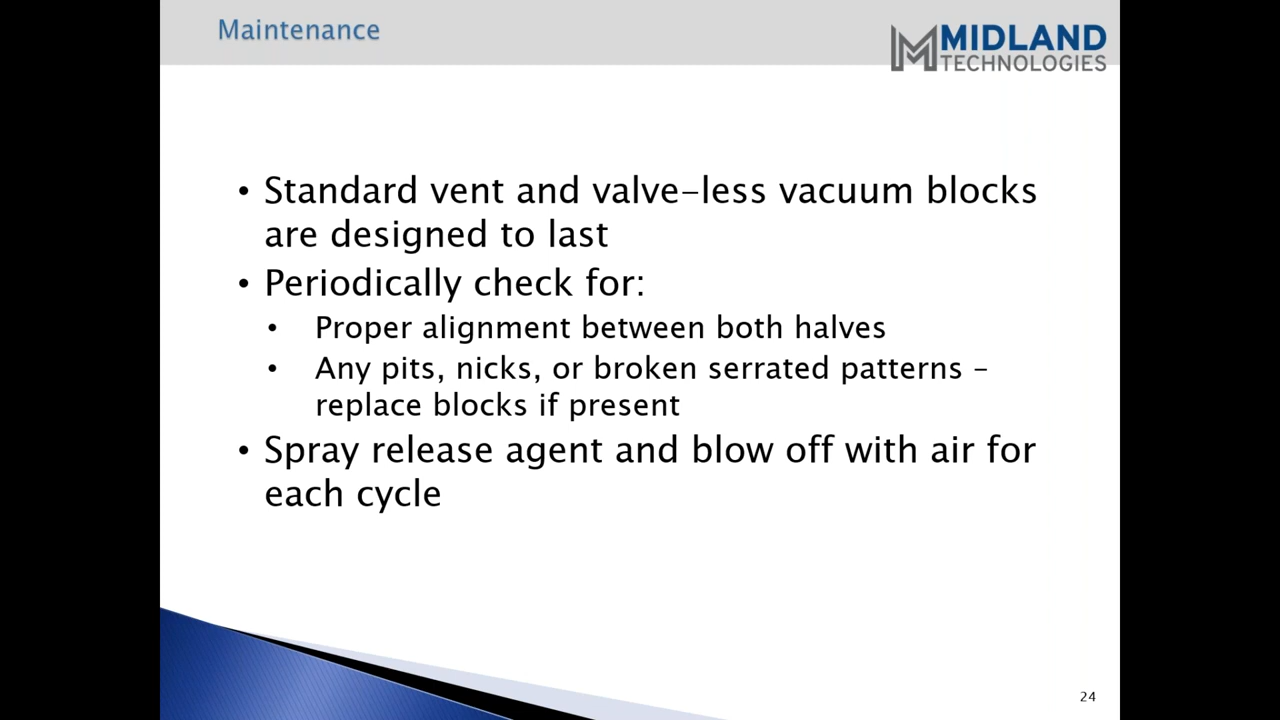 Maintenance
MIDLAND
TECHNOLOGIES
• Standard vent and valve-less vacuum blocks
are designed to last
• Periodically check for:
• Proper alignment between both halves
• Any pits, nicks, or broken serrated patterns –
replace blocks if present
• Spray release agent and blow off with air for
each cycle
24